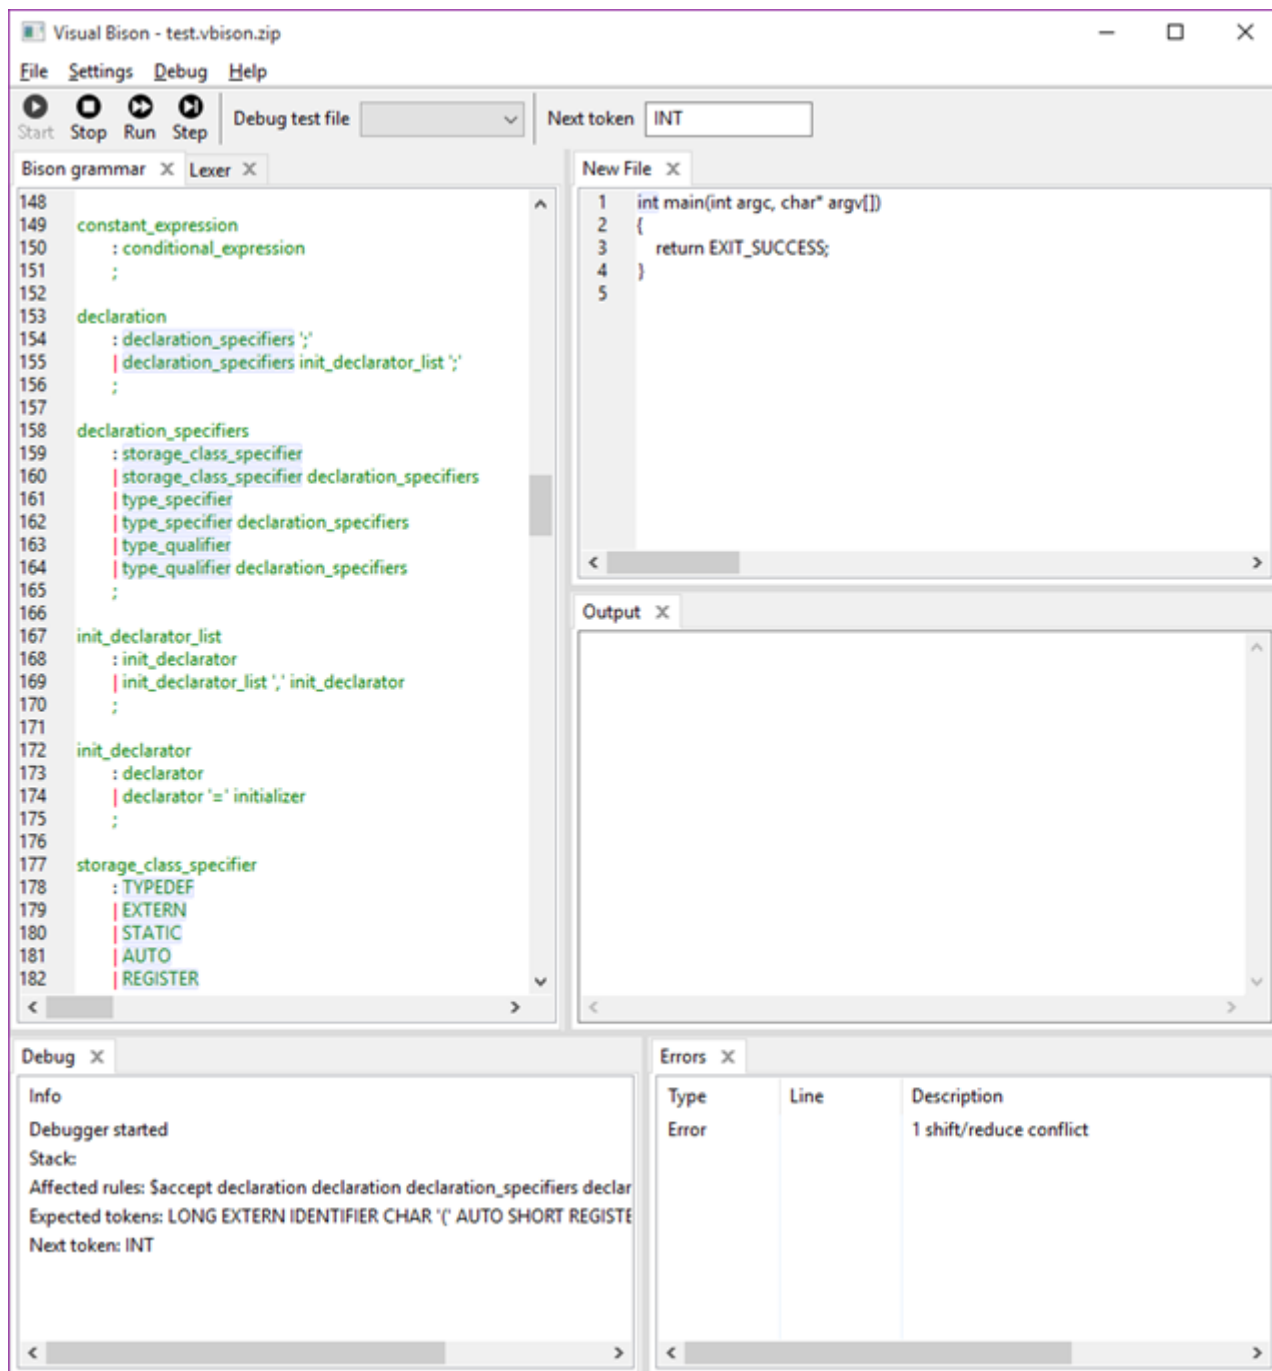 Visual Bison - test.vbison.zip
File Settings Debug Help
Start Stop Run Step Debug test file Next token INT
Bison grammar Lexer
148
149 constant_expression
150 : conditional_expression
151 ;
152
153 declaration
154 : declaration_specifiers ';'
155 | declaration_specifiers init_declarator_list ';'
156 ;
157
158 declaration_specifiers
159 : storage_class_specifier
160 | storage_class_specifier declaration_specifiers
161 | type_specifier
162 | type_specifier declaration_specifiers
163 | type_qualifier
164 | type_qualifier declaration_specifiers
165 ;
166
167 init_declarator_list
168 : init_declarator
169 | init_declarator_list ',' init_declarator
170 ;
171
172 init_declarator
173 : declarator
174 | declarator '=' initializer
175 ;
176
177 storage_class_specifier
178 : TYPEDEF
179 | EXTERN
180 | STATIC
181 | AUTO
182 | REGISTER
New File
1 int main(int argc, char* argv[])
2 {
3 return EXIT_SUCCESS;
4 }
5
Output
Debug
Info
Debugger started
Stack:
Affected rules: $accept declaration declaration declaration_specifiers declar
Expected tokens: LONG EXTERN IDENTIFIER CHAR '(' AUTO SHORT REGISTE
Next token: INT
Errors
Type Line Description
Error 1 shift/reduce conflict